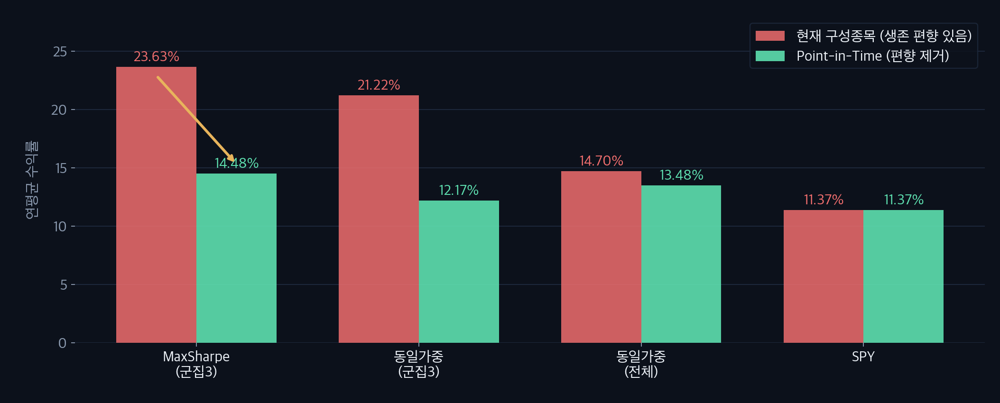 현재 구성종목 (생존 편향 있음)
Point-in-Time (편향 제거)
연평균 수익률
25
20
15
10
5
0
23.63%
14.48%
21.22%
12.17%
14.70%
13.48%
11.37%
11.37%
MaxSharpe
(군집3)
동일가중
(군집3)
동일가중
(전체)
SPY